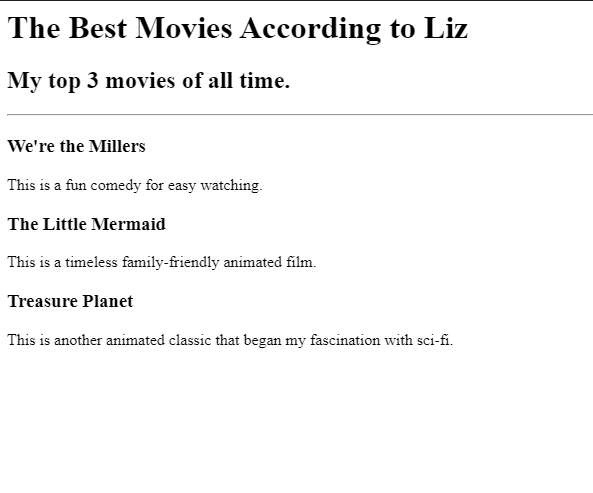 The Best Movies According to Liz
My top 3 movies of all time.
We're the Millers
This is a fun comedy for easy watching.
The Little Mermaid
This is a timeless family-friendly animated film.
Treasure Planet
This is another animated classic that began my fascination with sci-fi.